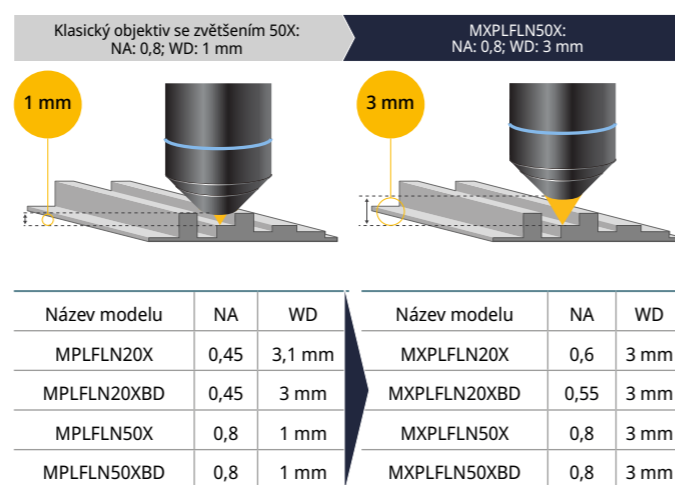 Klasický objektiv se zvětšením 50X:
NA: 0,8; WD: 1 mm
MXPLFLN50X:
NA: 0,8; WD: 3 mm
1 mm
3 mm
Název modelu NA WD
MPLFLN20X 0,45 3,1 mm
MPLFLN20XBD 0,45 3 mm
MPLFLN50X 0,8 1 mm
MPLFLN50XBD 0,8 1 mm
Název modelu NA WD
MXPLFLN20X 0,6 3 mm
MXPLFLN20XBD 0,55 3 mm
MXPLFLN50X 0,8 3 mm
MXPLFLN50XBD 0,8 3 mm